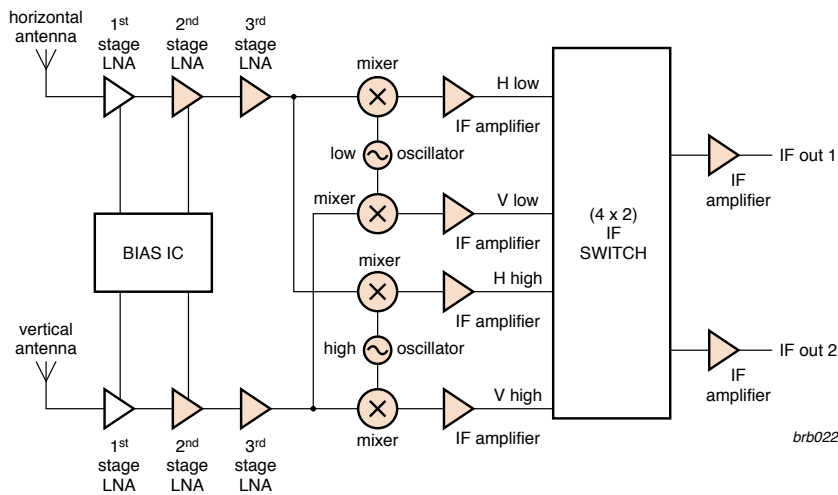 horizontal
antenna
1st
stage
LNA
2nd
stage
LNA
3rd
stage
LNA
mixer
H low
IF amplifier
low
oscillator
mixer
V low
IF amplifier
BIAS IC
mixer
H high
IF amplifier
high
oscillator
V high
mixer
IF amplifier
(4 x 2)
IF
SWITCH
IF out 1
IF
amplifier
IF out 2
IF
amplifier
vertical
antenna
1st
stage
LNA
2nd
stage
LNA
3rd
stage
LNA
brb022